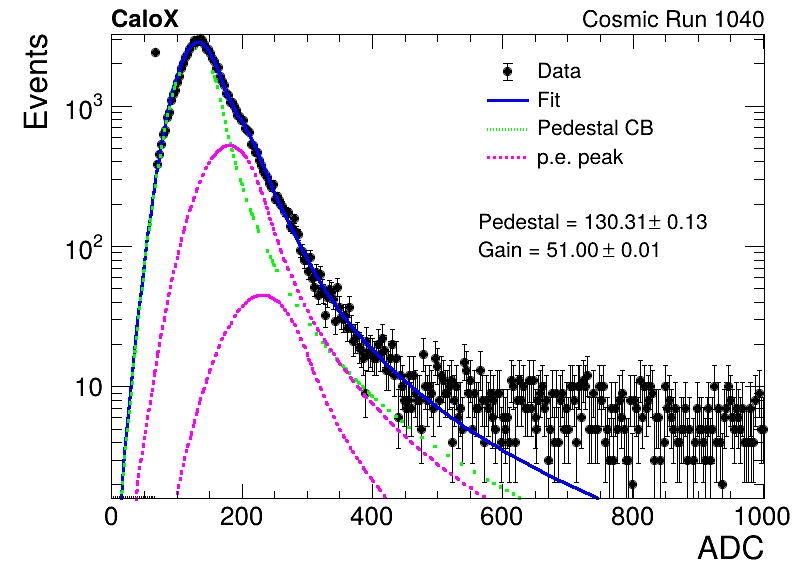 CaloX Cosmic Run 1040
Events
Data
Fit
Pedestal CB
p.e. peak
Pedestal = 130.31± 0.13
Gain = 51.00 ± 0.01
10³
10²
10
0 200 400 600 800 1000
ADC